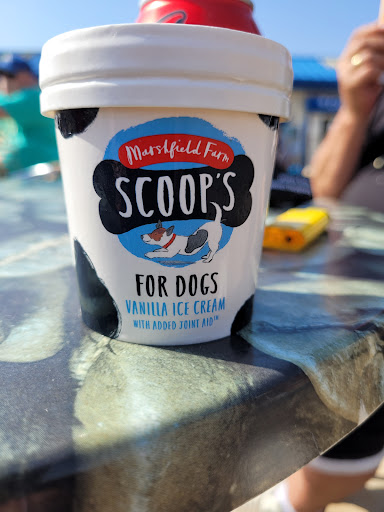 Marshfield Farm
SCOOP'S
FOR DOGS
VANILLA ICE CREAM
WITH ADDED JOINT AID™